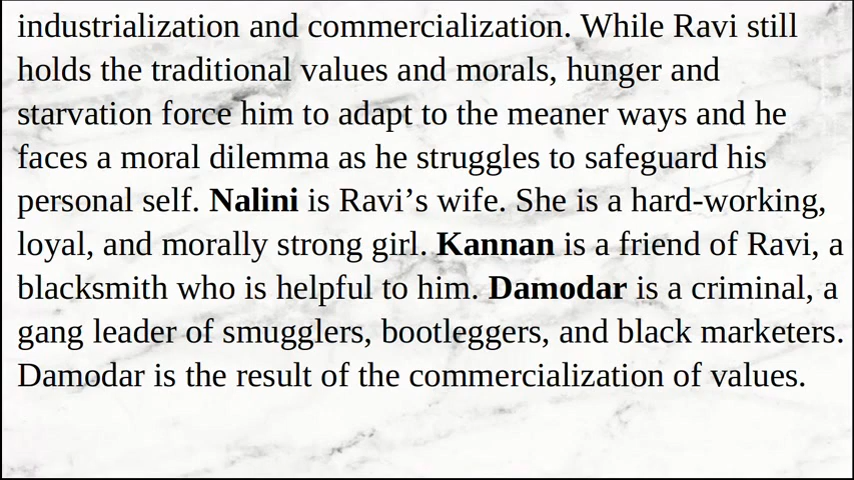 industrialization and commercialization. While Ravi still
holds the traditional values and morals, hunger and
starvation force him to adapt to the meaner ways and he
faces a moral dilemma as he struggles to safeguard his
personal self. Nalini is Ravi’s wife. She is a hard-working,
loyal, and morally strong girl. Kannan is a friend of Ravi, a
blacksmith who is helpful to him. Damodar is a criminal, a
gang leader of smugglers, bootleggers, and black marketers.
Damodar is the result of the commercialization of values.